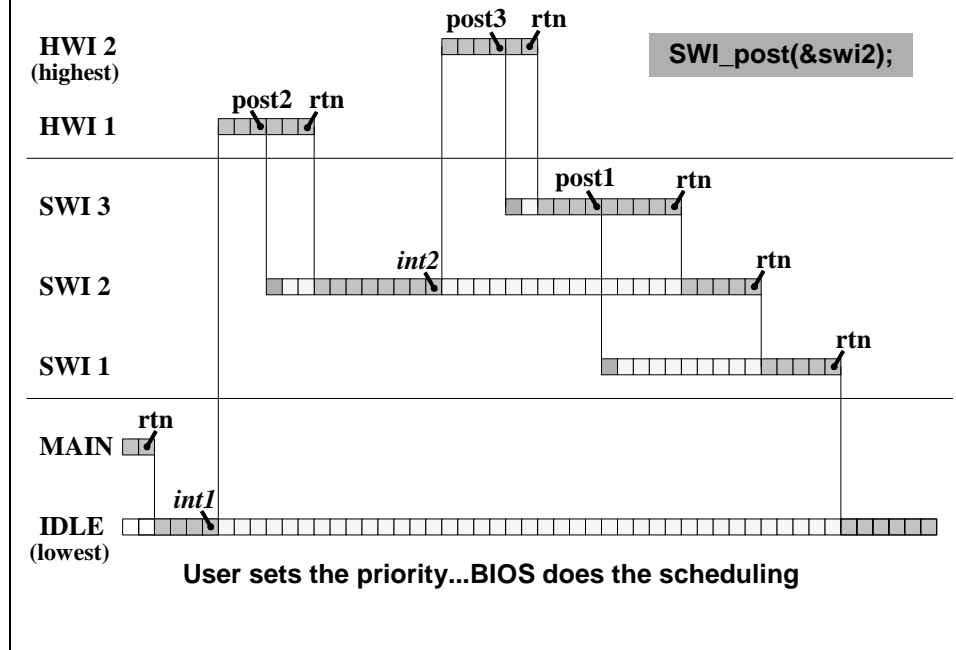 post3 rtn
HWI 2
(highest)
SWI_post(&swi2);
post2 rtn
HWI 1
post1 rtn
SWI 3
int2 rtn
SWI 2
rtn
SWI 1
rtn
MAIN
int1
IDLE
(lowest)
User sets the priority...BIOS does the scheduling